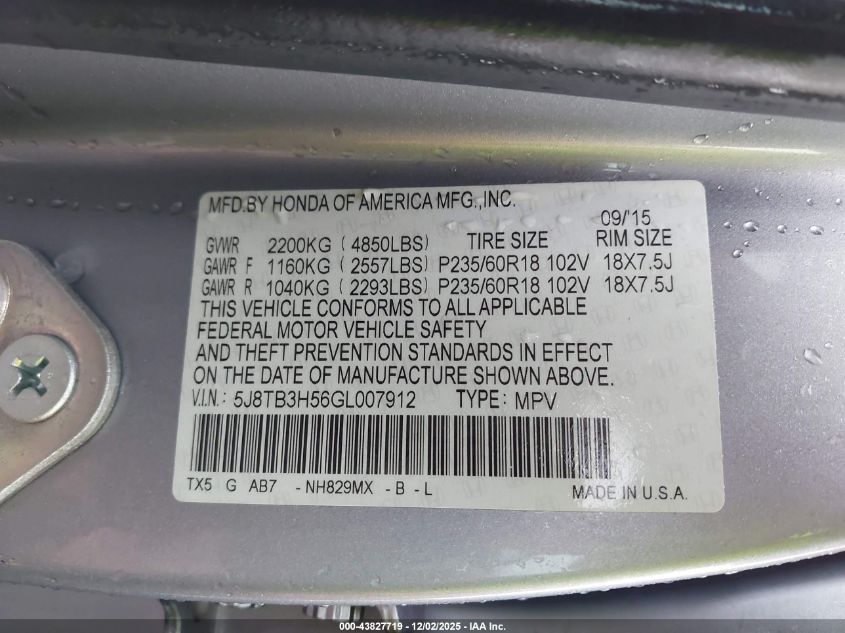 MFD.BY HONDA OF AMERICA MFG.,INC.
09/'15
GVWR 2200KG ( 4850LBS) TIRE SIZE RIM SIZE
GAWR F 1160KG ( 2557LBS) P235/60R18 102V 18X7.5J
GAWR R 1040KG ( 2293LBS) P235/60R18 102V 18X7.5J
THIS VEHICLE CONFORMS TO ALL APPLICABLE
FEDERAL MOTOR VEHICLE SAFETY
AND THEFT PREVENTION STANDARDS IN EFFECT
ON THE DATE OF MANUFACTURE SHOWN ABOVE.
V.I.N.: 5J8TB3H56GL007912 TYPE: MPV
TX5 G AB7 -NH829MX -B -L MADE IN U.S.A.
000-43827719 - 12/02/2025 - IAA Inc.